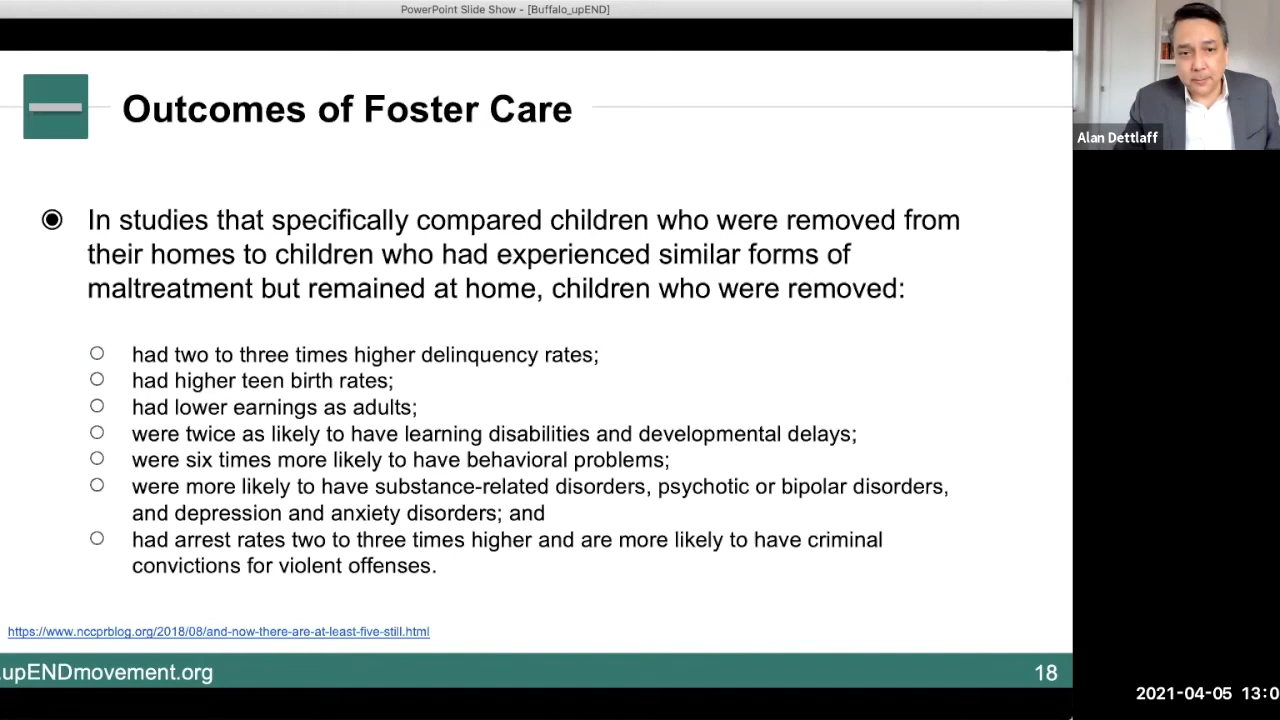 PowerPoint Slide Show - [Buffalo_upEND]
Outcomes of Foster Care
In studies that specifically compared children who were removed from
their homes to children who had experienced similar forms of
maltreatment but remained at home, children who were removed:
had two to three times higher delinquency rates;
had higher teen birth rates;
had lower earnings as adults;
were twice as likely to have learning disabilities and developmental delays;
were six times more likely to have behavioral problems;
were more likely to have substance-related disorders, psychotic or bipolar disorders,
and depression and anxiety disorders; and
had arrest rates two to three times higher and are more likely to have criminal
convictions for violent offenses.
https://www.nccprblog.org/2018/08/and-now-there-are-at-least-five-still.html
.upENDmovement.org
18
Alan Dettlaff
2021-04-05 13:0